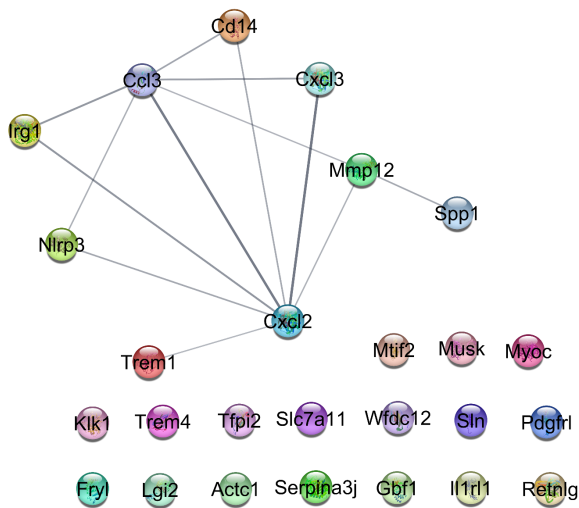 Cd14
Ccl3
Cxcl3
Irg1
Mmp12
Spp1
Nlrp3
Cxcl2
Trem1
Mtif2
Musk
Myoc
Klk1
Trem4
Tfpi2
Slc7a11
Wfdc12
Sln
Pdgfrl
Fryl
Lgi2
Actc1
Serpina3j
Gbf1
Il1rl1
Retnlg